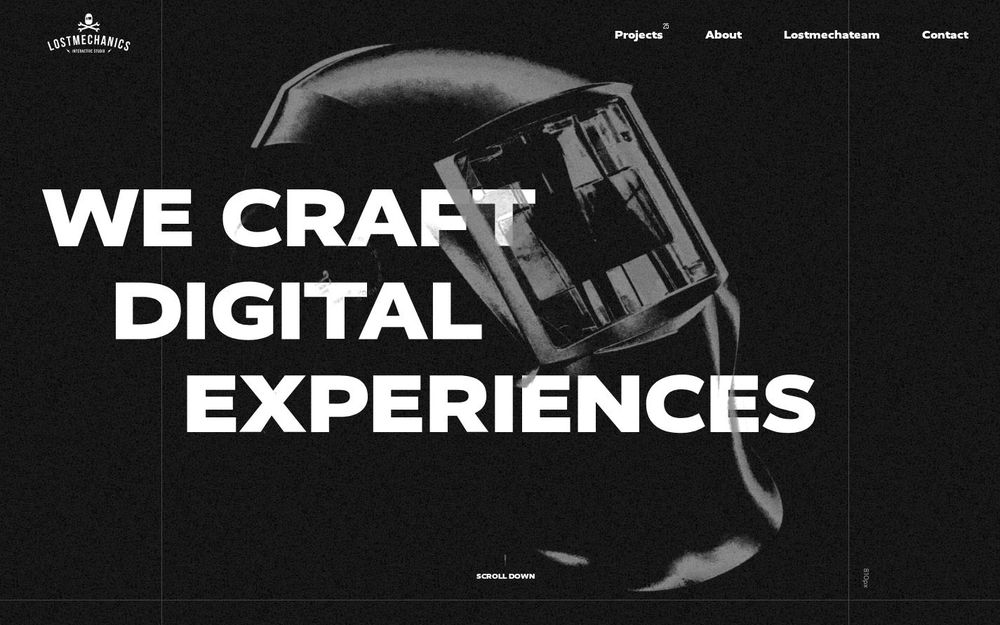 LOSTMECHANICS
INTERACTIVE STUDIO
Projects 25
About
Lostmechateam
Contact
WE CRAFT
DIGITAL
EXPERIENCES
SCROLL DOWN
810px